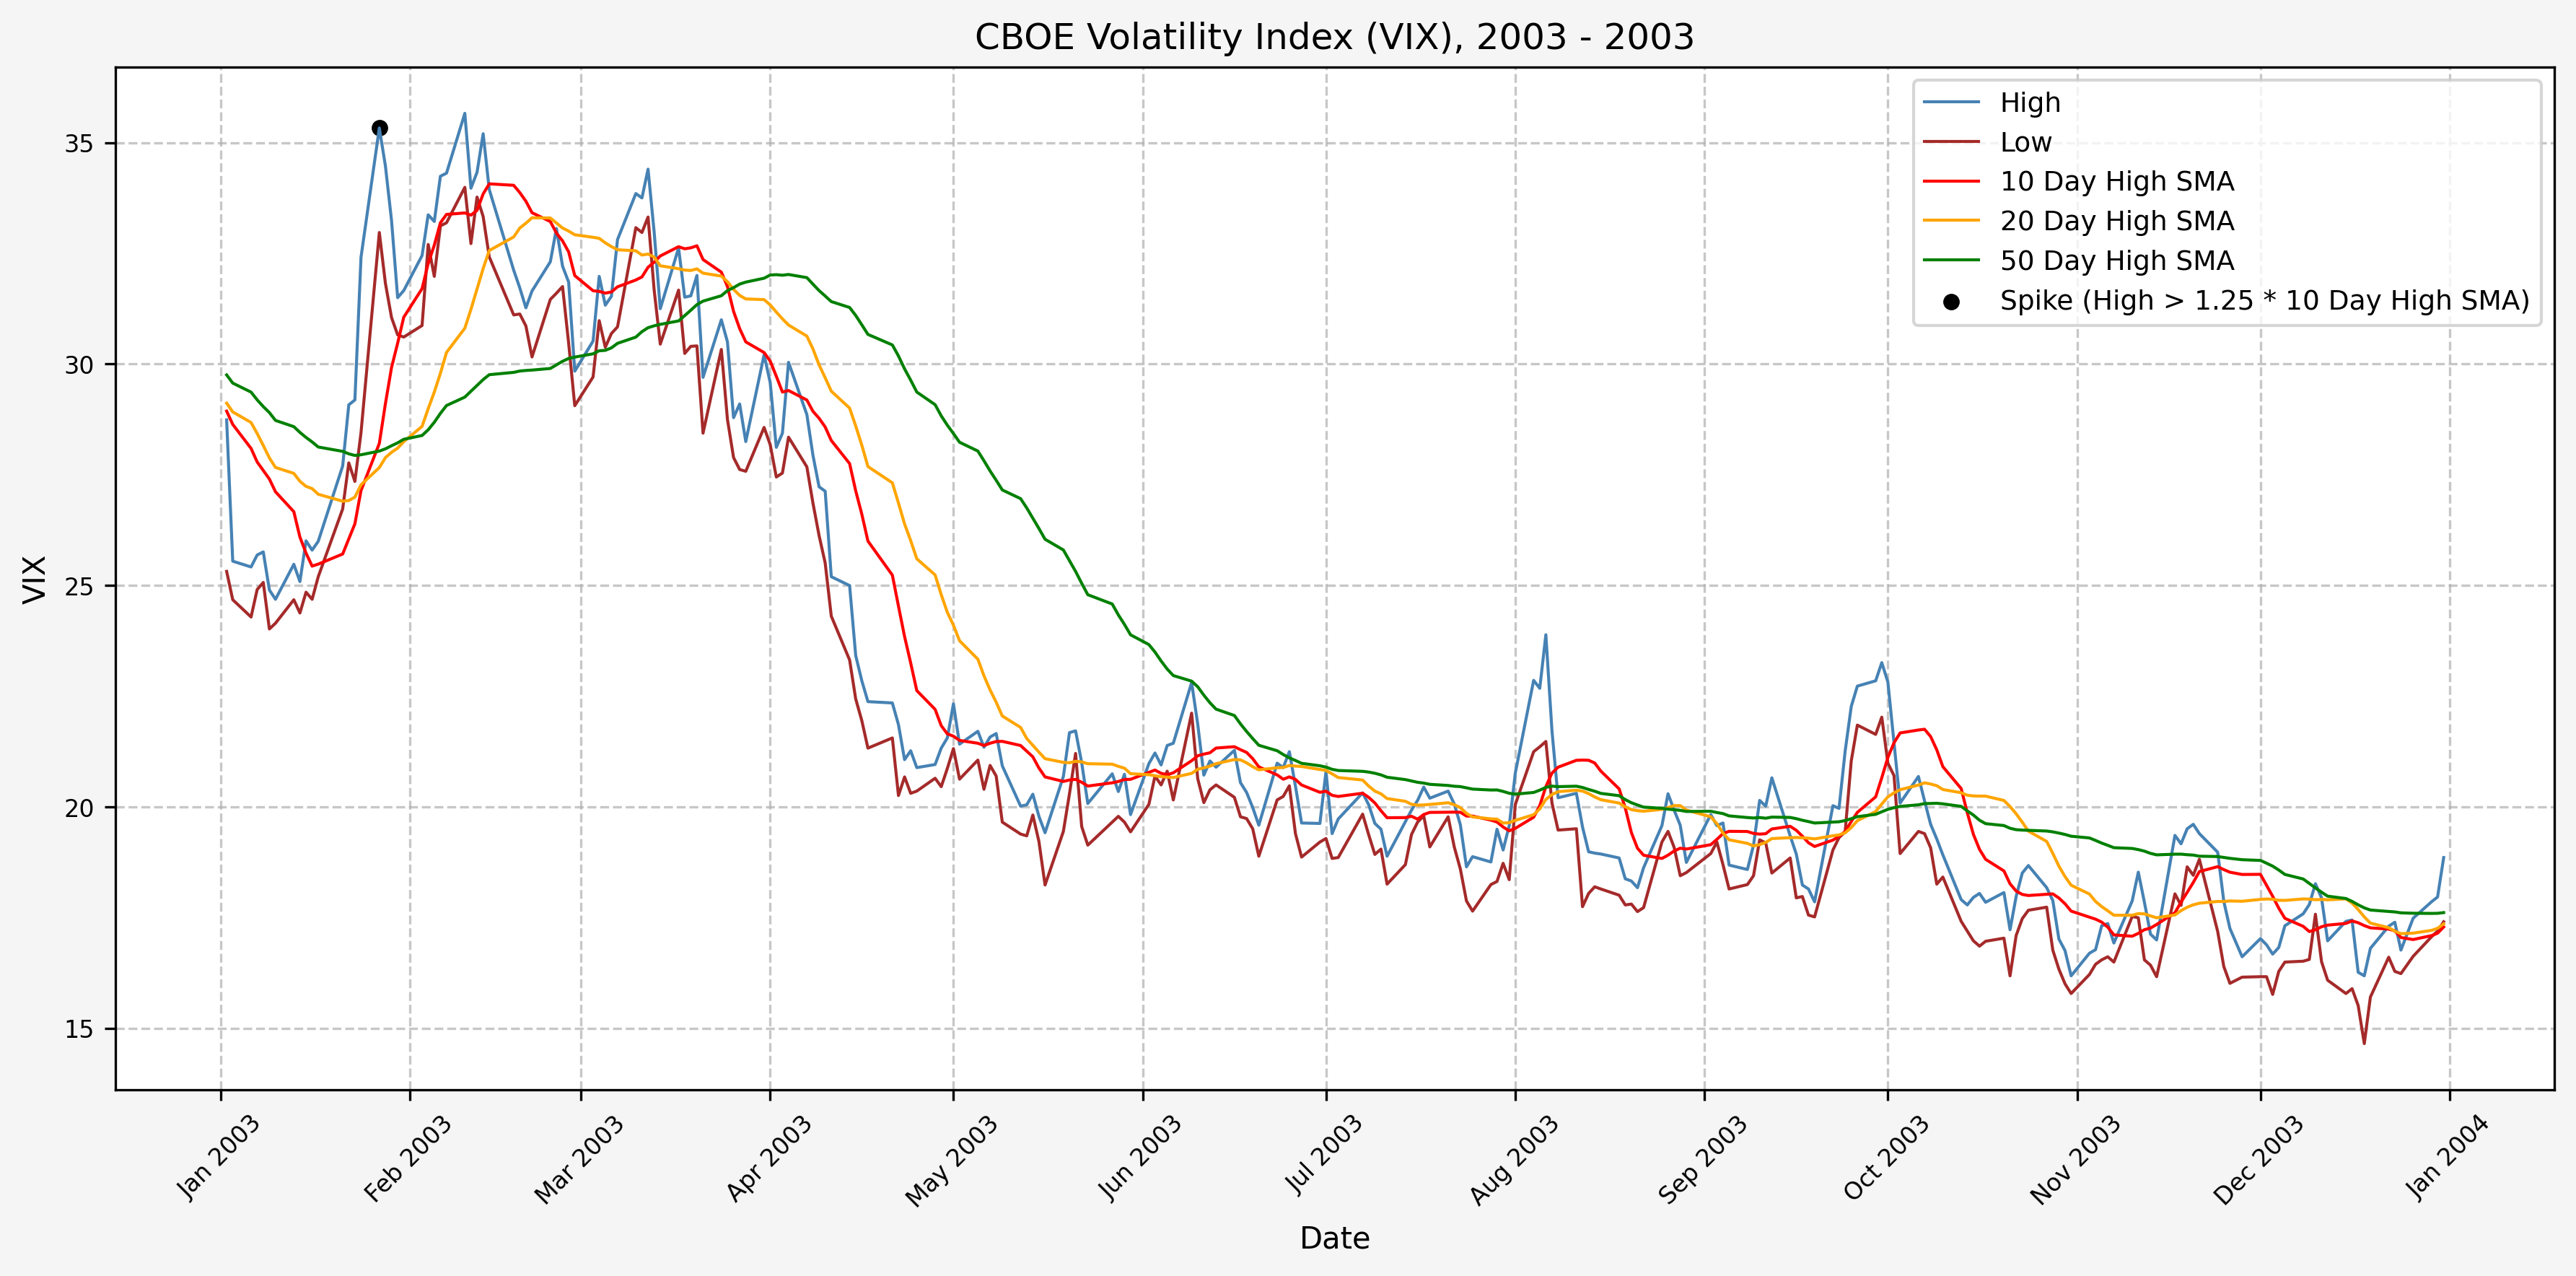 CBOE Volatility Index (VIX), 2003 - 2003
High
Low
10 Day High SMA
20 Day High SMA
50 Day High SMA
Spike (High > 1.25 * 10 Day High SMA)
VIX
35
30
25
20
15
Jan 2003
Feb 2003
Mar 2003
Apr 2003
May 2003
Jun 2003
Jul 2003
Aug 2003
Sep 2003
Oct 2003
Nov 2003
Dec 2003
Jan 2004
Date